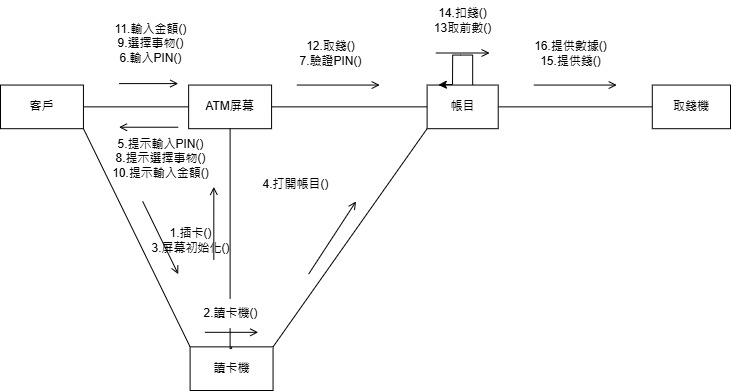 14.扣錢()
13取前數()
11.輸入金額()
9.選擇事物()
6.輸入PIN()
12.取錢()
7.驗證PIN()
16.提供數據()
15.提供錢()
客戶
ATM屏幕
帳目
取錢機
5.提示輸入PIN()
8.提示選擇事物()
10.提示輸入金額()
4.打開帳目()
1.插卡()
3.屏幕初始化()
2.讀卡機()
讀卡機